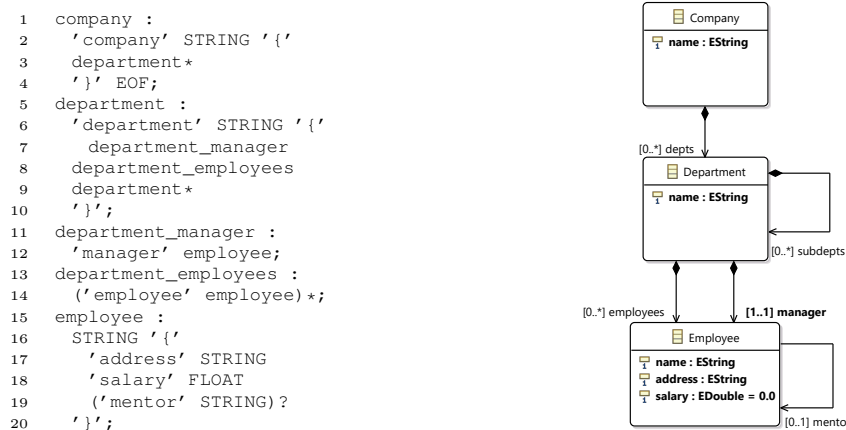 1 company :
2 'company' STRING '{'
3 department*
4 '}' EOF;
5 department :
6 'department' STRING '{'
7 department_manager
8 department_employees
9 department*
10 '}';
11 department_manager :
12 'manager' employee;
13 department_employees :
14 ('employee' employee)*;
15 employee :
16 STRING '{'
17 'address' STRING
18 'salary' FLOAT
19 ('mentor' STRING)?
20 '}';
Company
name : EString
[0..*] depts
Department
name : EString
[0..*] subdepts
[0..*] employees
[1..1] manager
Employee
name : EString
address : EString
salary : EDouble = 0.0
[0..1] mento